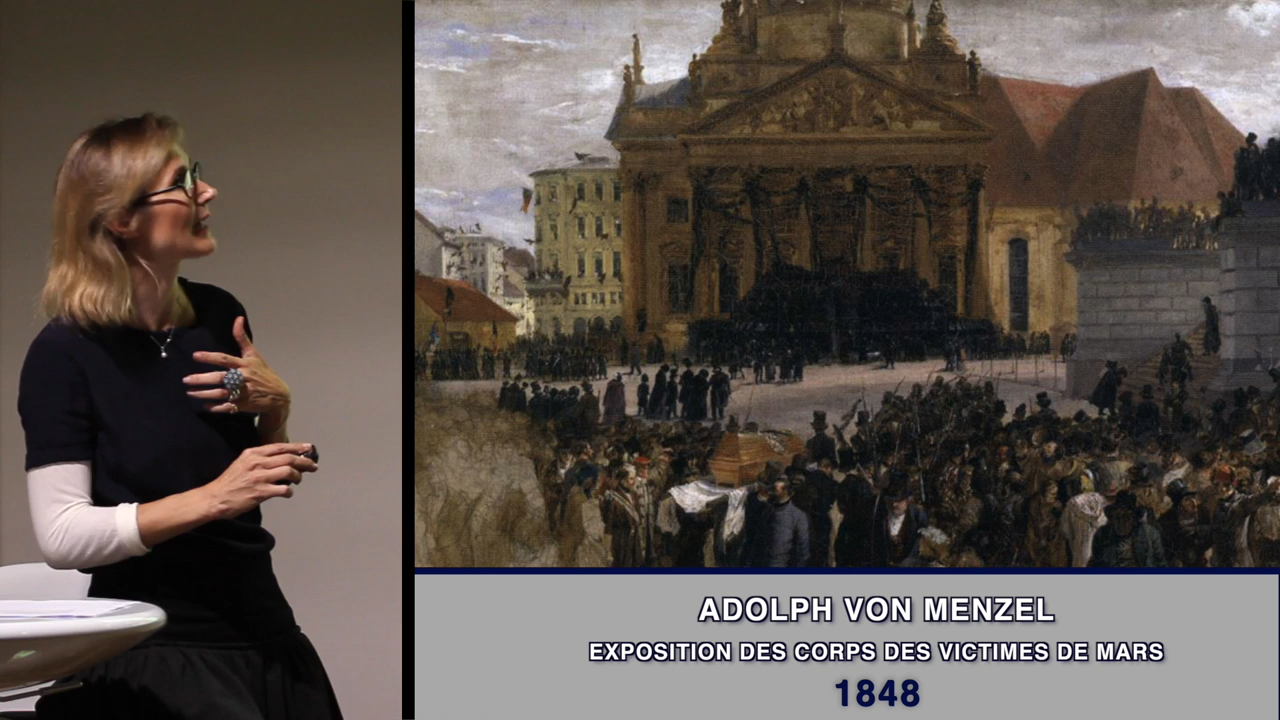 ADOLPH VON MENZEL
EXPOSITION DES CORPS DES VICTIMES DE MARS
1848